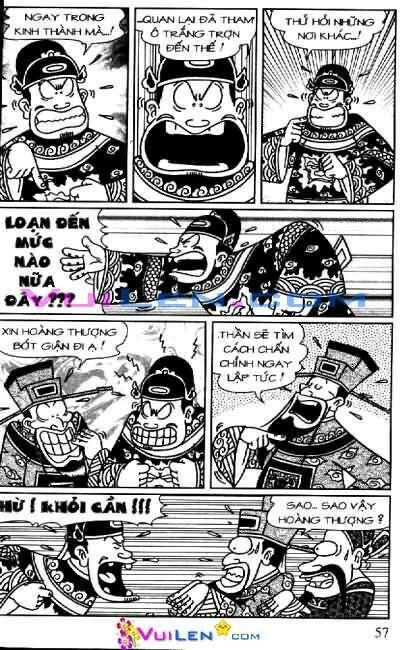 NGAY TRONG
KINH THÀNH MÀ...!
...QUAN LẠI ĐÃ THAM
Ô TRẮNG TRỢN
ĐẾN THẾ!
THỬ HỎI NHỮNG
NƠI KHÁC...!
LOẠN ĐẾN
MỨC
NÀO
NỮA
ĐÂY???
VUILEN.COM
XIN HOÀNG THƯỢNG
BỚT GIẬN ĐI Ạ!
THẦN SẼ TÌM
CÁCH CHẤN
CHỈNH NGAY
LẬP TỨC!
HỪ! KHỎI CẦN!!!
SAO... SAO VẬY
HOÀNG THƯỢNG?
57
VUILEN.COM